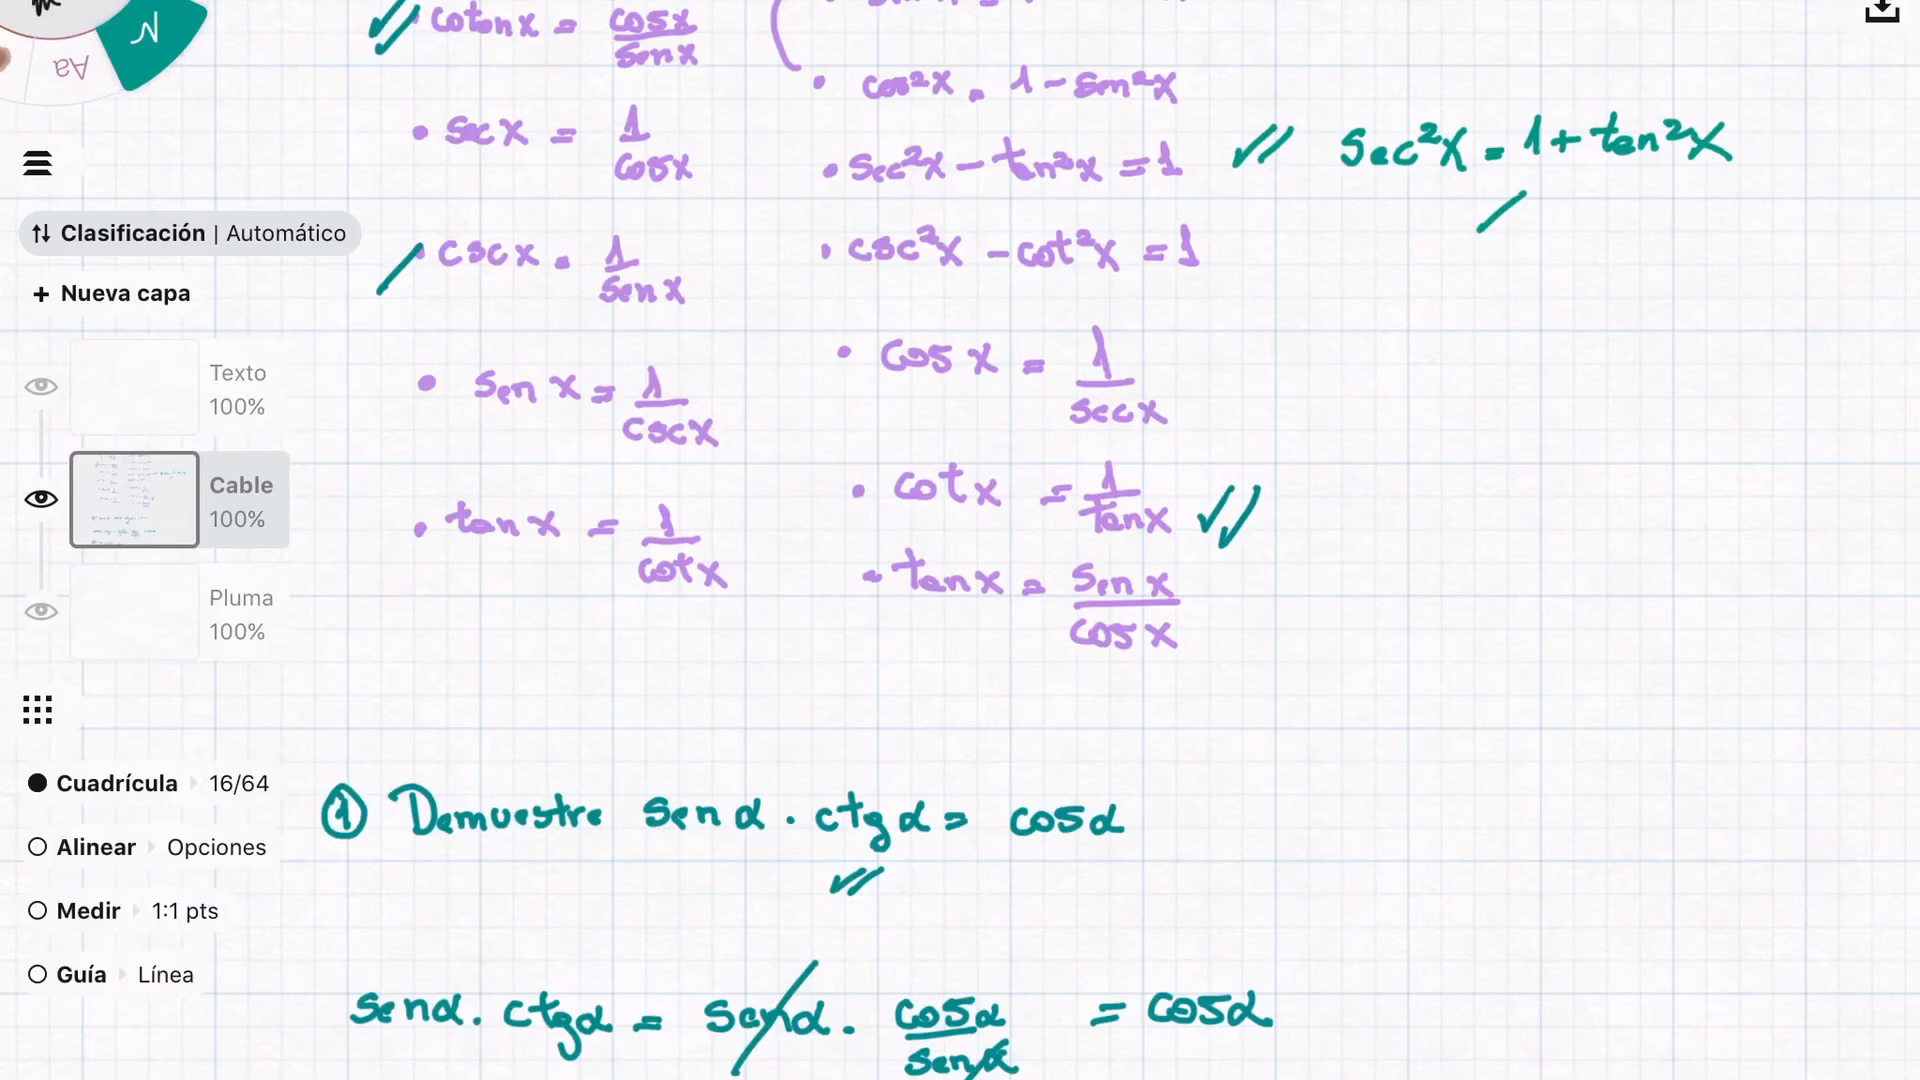 Aa
cotan x = cos x / sen x
cos²x = 1 - sen²x
• sec x = 1 / cos x
• sec²x - tan²x = 1
sec²x = 1 + tan²x
Clasificación | Automático
• csc x = 1 / sen x
• csc²x - cot²x = 1
+ Nueva capa
• sen x = 1 / csc x
• cos x = 1 / sec x
Texto
100%
Cable
100%
• tan x = 1 / cot x
• cot x = 1 / tan x
• tan x = sen x / cos x
Pluma
100%
Cuadrícula 16/64
① Demuestre sen α . ctg α = cos α
Alinear Opciones
Medir 1:1 pts
Guía Línea
sen α . ctg α = sen α . cos α / sen α = cos α